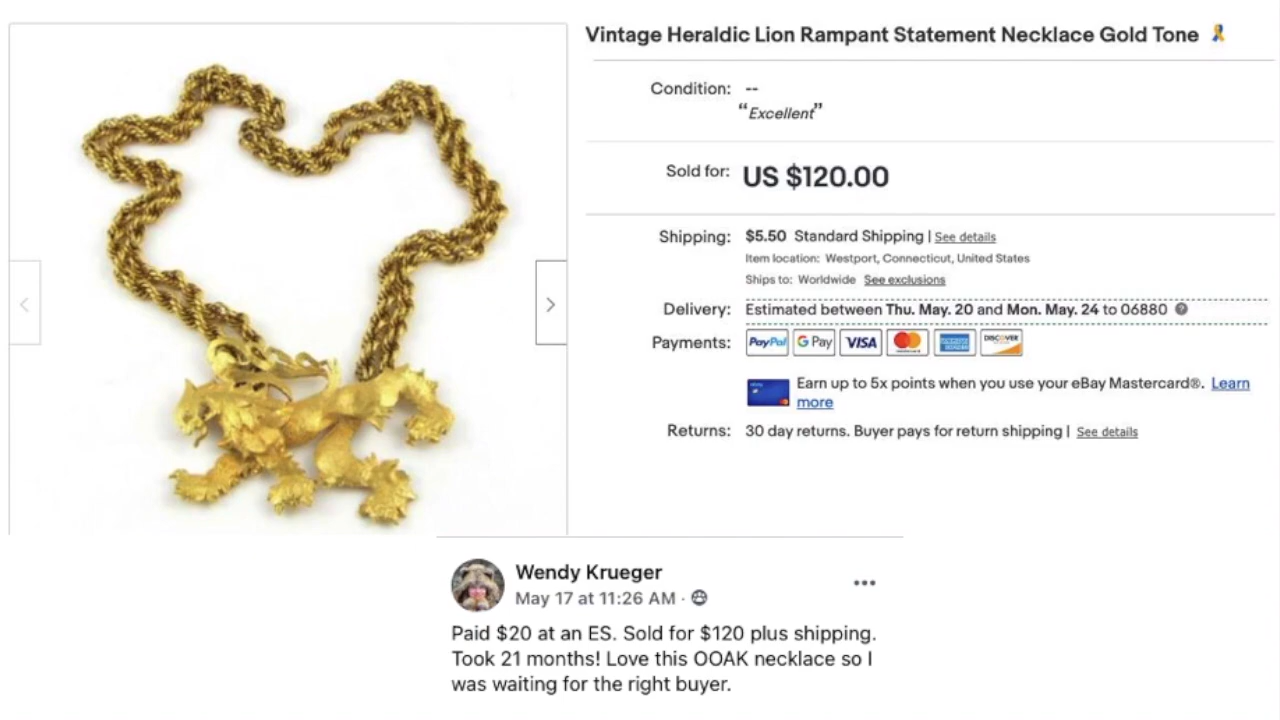 Vintage Heraldic Lion Rampant Statement Necklace Gold Tone
Condition: --
“Excellent”
Sold for: US $120.00
Shipping: $5.50 Standard Shipping | See details
Item location: Westport, Connecticut, United States
Ships to: Worldwide See exclusions
Delivery: Estimated between Thu. May. 20 and Mon. May. 24 to 06880
Payments: PayPal G Pay VISA DISCOVER
Earn up to 5x points when you use your eBay Mastercard®. Learn
more
Returns: 30 day returns. Buyer pays for return shipping | See details
Wendy Krueger
May 17 at 11:26 AM ·
Paid $20 at an ES. Sold for $120 plus shipping.
Took 21 months! Love this OOAK necklace so I
was waiting for the right buyer.